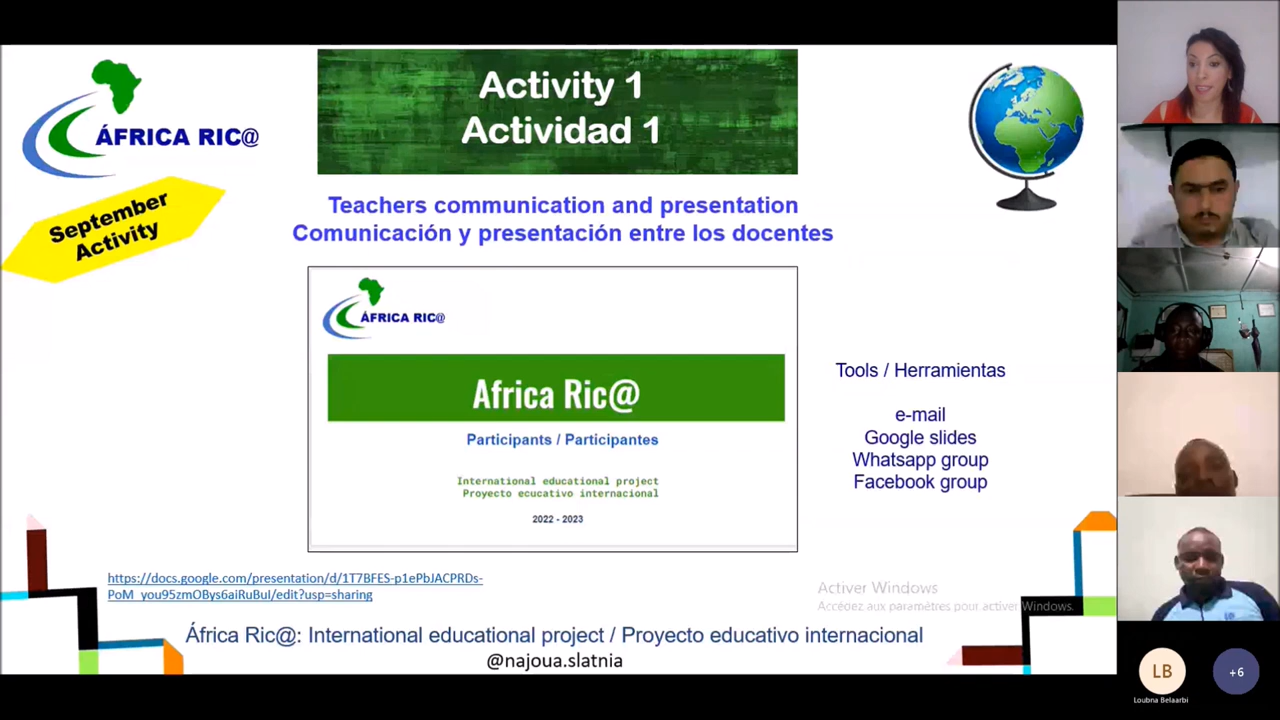 Activity 1
Actividad 1
ÁFRICA RIC@
September
Activity
Teachers communication and presentation
Comunicación y presentación entre los docentes
ÁFRICA RIC@
Africa Ric@
Participants / Participantes
International educational project
Proyecto ecucativo internacional
2022 - 2023
Tools / Herramientas
e-mail
Google slides
Whatsapp group
Facebook group
https://docs.google.com/presentation/d/1T7BFES-p1ePbJACPRDs-
PoM_you95zmOBys6aiRuBuI/edit?usp=sharing
Activer Windows
Accédez aux paramètres pour activer Windows.
África Ric@: International educational project / Proyecto educativo internacional
@najoua.slatnia
LB
+6
Loubna Belaarbi